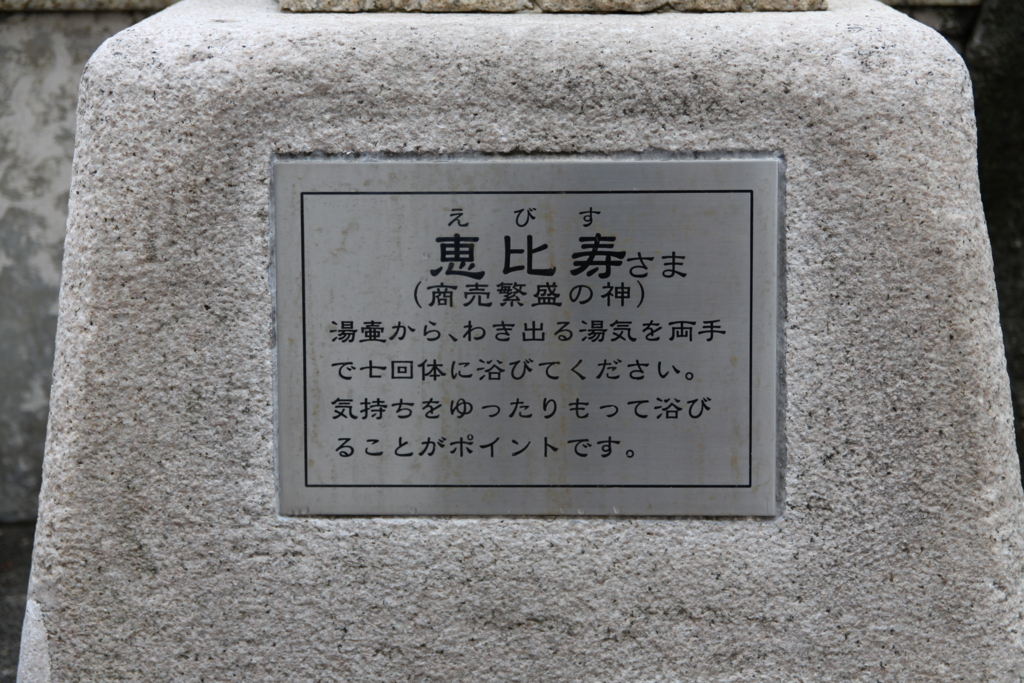 えびす
恵比寿さま
(商売繁盛の神)
湯壷から、わき出る湯気を両手
で七回体に浴びてください。
気持ちをゆったりもって浴び
ることがポイントです。